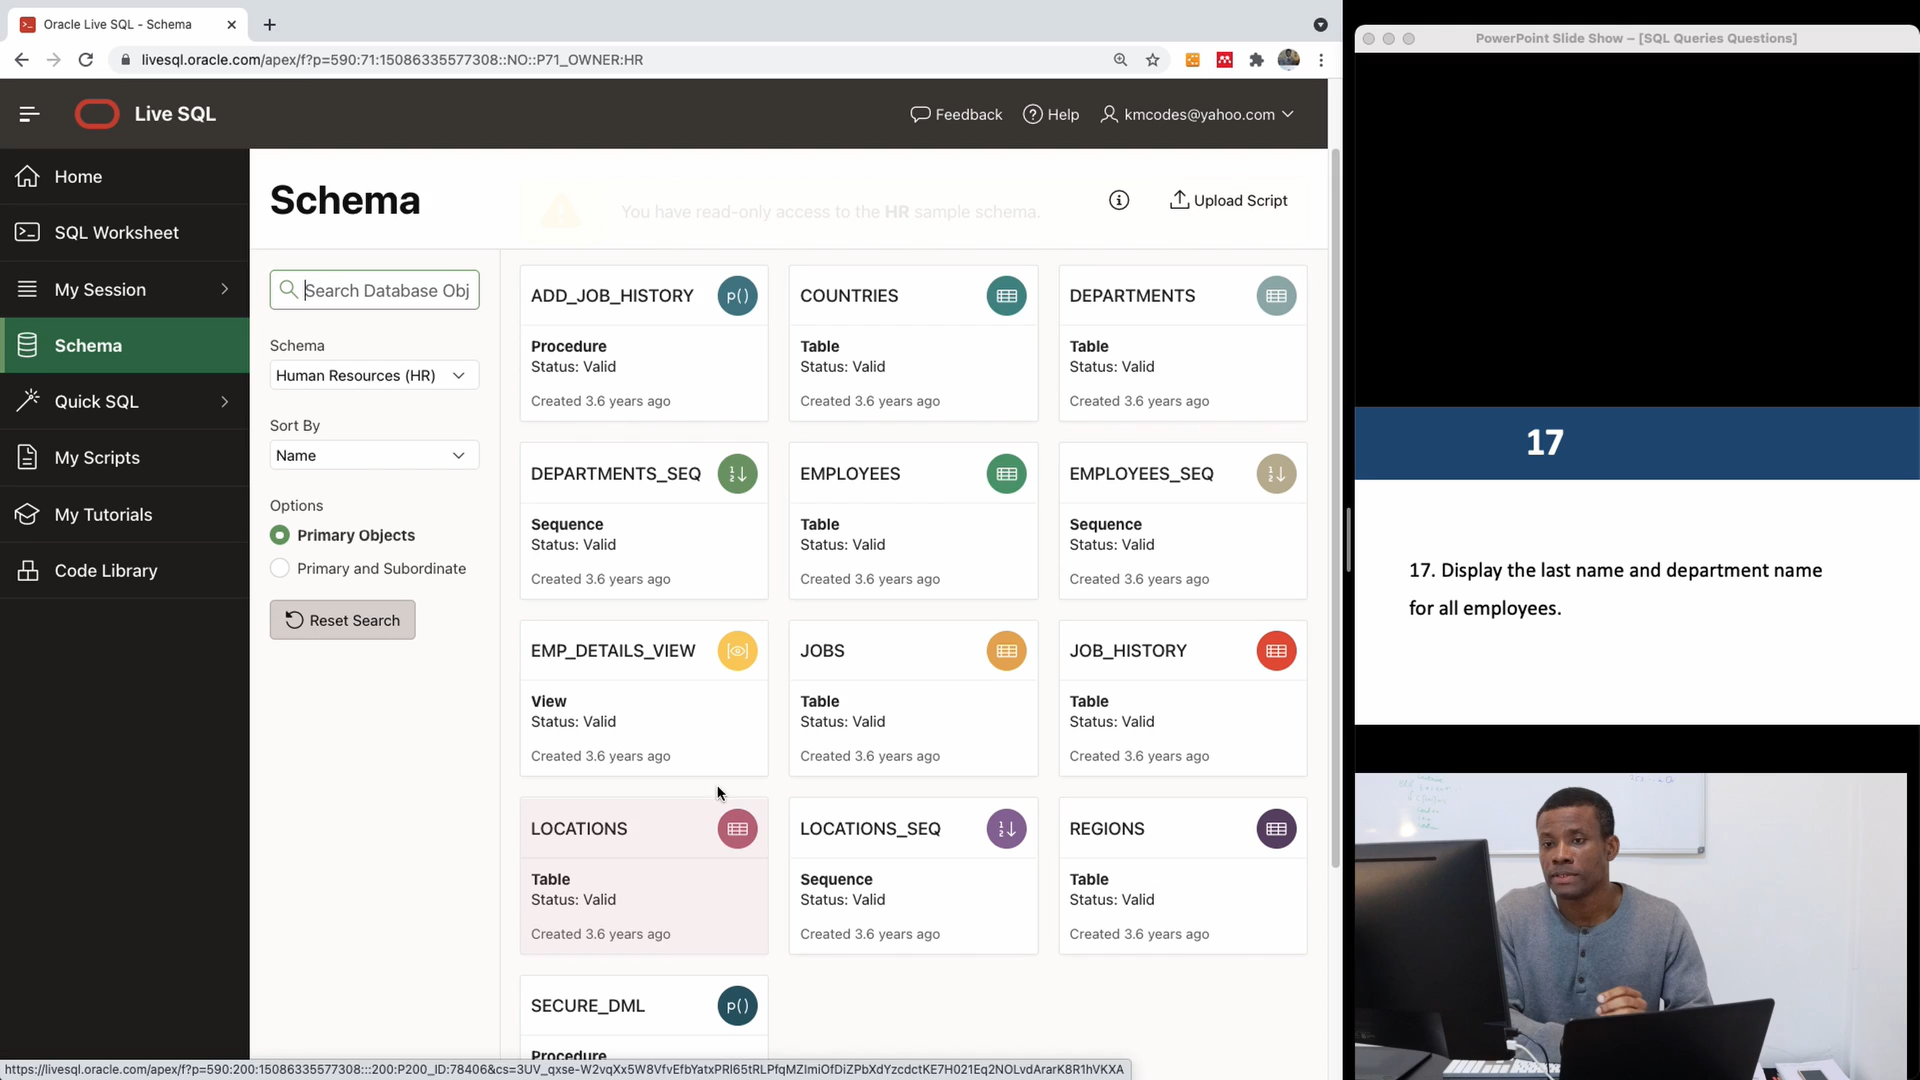 Oracle Live SQL - Schema
livesql.oracle.com/apex/f?p=590:71:15086335577308::NO::P71_OWNER:HR
Live SQL
Feedback
Help
kmcodes@yahoo.com
Home
SQL Worksheet
My Session
Schema
Quick SQL
My Scripts
My Tutorials
Code Library
Schema
You have read-only access to the HR sample schema.
Upload Script
Search Database Obj
Schema
Human Resources (HR)
Sort By
Name
Options
Primary Objects
Primary and Subordinate
Reset Search
ADD_JOB_HISTORY
p()
Procedure
Status: Valid
Created 3.6 years ago
COUNTRIES
Table
Status: Valid
Created 3.6 years ago
DEPARTMENTS
Table
Status: Valid
Created 3.6 years ago
DEPARTMENTS_SEQ
Sequence
Status: Valid
Created 3.6 years ago
EMPLOYEES
Table
Status: Valid
Created 3.6 years ago
EMPLOYEES_SEQ
Sequence
Status: Valid
Created 3.6 years ago
EMP_DETAILS_VIEW
View
Status: Valid
Created 3.6 years ago
JOBS
Table
Status: Valid
Created 3.6 years ago
JOB_HISTORY
Table
Status: Valid
Created 3.6 years ago
LOCATIONS
Table
Status: Valid
Created 3.6 years ago
LOCATIONS_SEQ
Sequence
Status: Valid
Created 3.6 years ago
REGIONS
Table
Status: Valid
Created 3.6 years ago
SECURE_DML
p()
Procedure
https://livesql.oracle.com/apex/f?p=590:200:15086335577308:::200:P200_ID:78406&cs=3UV_qxse-W2vqXx5W8VfvEfbYatxPRI65tRLPfqMZImiOfDiZPbXdYzcdctKE7H021Eq2NOLvdArarK8R1hVKXA
PowerPoint Slide Show – [SQL Queries Questions]
17
17. Display the last name and department name
for all employees.